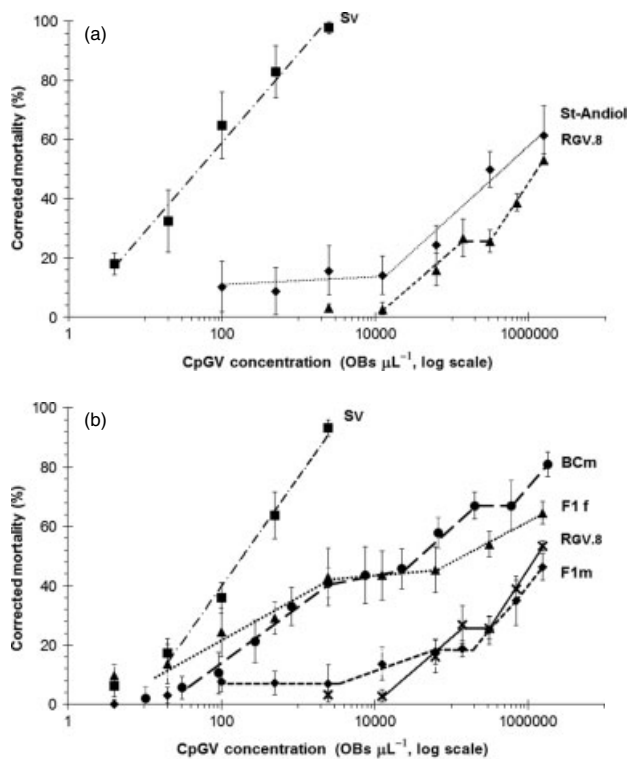 (a)
Sv
100
80
60
40
20
0
Corrected mortality (%)
St-Andiol
RGV.8
1 100 10000 1000000
CpGV concentration (OBs μL⁻¹, log scale)
(b)
Sv
100
80
60
40
20
0
Corrected mortality (%)
BCm
F1 f
RGV.8
F1m
1 100 10000 1000000
CpGV concentration (OBs μL⁻¹, log scale)